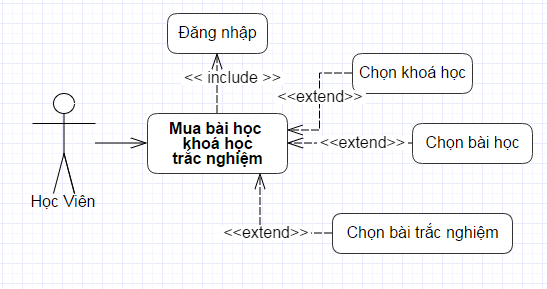 Đăng nhập
<< include >>
Chọn khoá học
<<extend>>
Mua bài học
khoá học
trắc nghiệm
<<extend>>
Chọn bài học
Học Viên
<<extend>>
Chọn bài trắc nghiệm